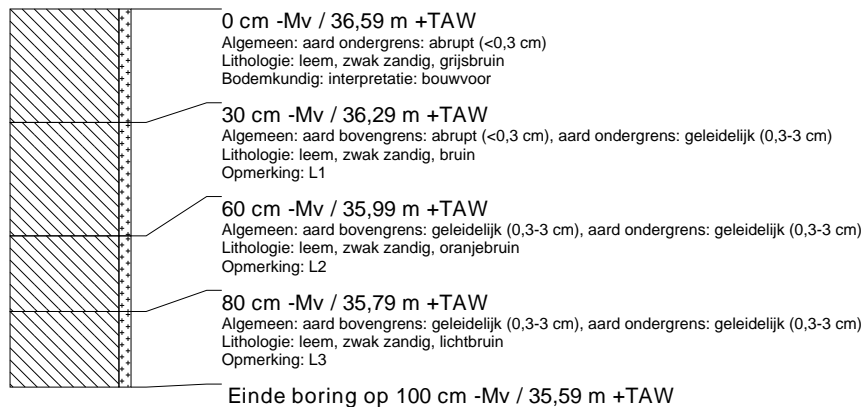 0 cm -Mv / 36,59 m +TAW
Algemeen: aard ondergrens: abrupt (<0,3 cm)
Lithologie: leem, zwak zandig, grijsbruin
Bodemkundig: interpretatie: bouwvoor
30 cm -Mv / 36,29 m +TAW
Algemeen: aard bovengrens: abrupt (<0,3 cm), aard ondergrens: geleidelijk (0,3-3 cm)
Lithologie: leem, zwak zandig, bruin
Opmerking: L1
60 cm -Mv / 35,99 m +TAW
Algemeen: aard bovengrens: geleidelijk (0,3-3 cm), aard ondergrens: geleidelijk (0,3-3 cm)
Lithologie: leem, zwak zandig, oranjebruin
Opmerking: L2
80 cm -Mv / 35,79 m +TAW
Algemeen: aard bovengrens: geleidelijk (0,3-3 cm), aard ondergrens: geleidelijk (0,3-3 cm)
Lithologie: leem, zwak zandig, lichtbruin
Opmerking: L3
Einde boring op 100 cm -Mv / 35,59 m +TAW